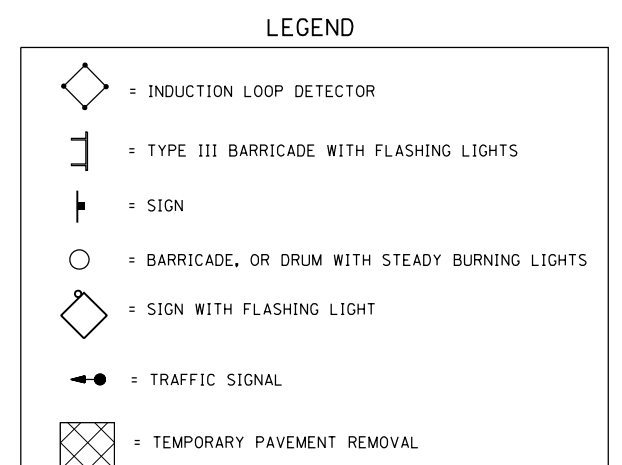 LEGEND
= INDUCTION LOOP DETECTOR
= TYPE III BARRICADE WITH FLASHING LIGHTS
= SIGN
= BARRICADE, OR DRUM WITH STEADY BURNING LIGHTS
= SIGN WITH FLASHING LIGHT
= TRAFFIC SIGNAL
= TEMPORARY PAVEMENT REMOVAL